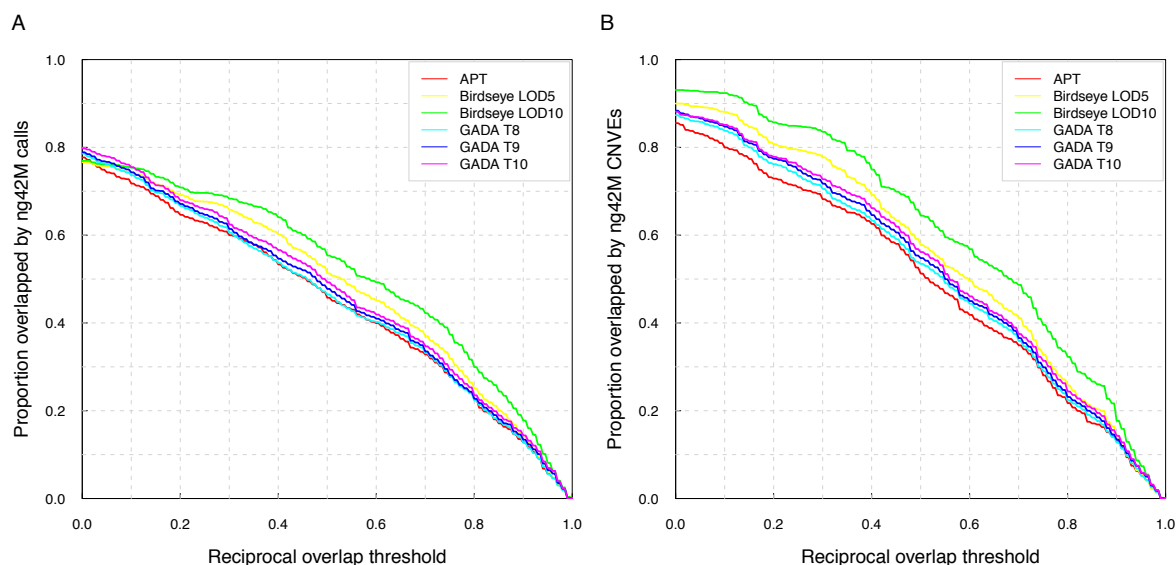 A
Proportion overlapped by ng42M calls
1.0
0.8
0.6
0.4
0.2
0.0
0.0 0.2 0.4 0.6 0.8 1.0
Reciprocal overlap threshold
APT
Birdseye LOD5
Birdseye LOD10
GADA T8
GADA T9
GADA T10
B
Proportion overlapped by ng42M CNVEs
1.0
0.8
0.6
0.4
0.2
0.0
0.0 0.2 0.4 0.6 0.8 1.0
Reciprocal overlap threshold
APT
Birdseye LOD5
Birdseye LOD10
GADA T8
GADA T9
GADA T10